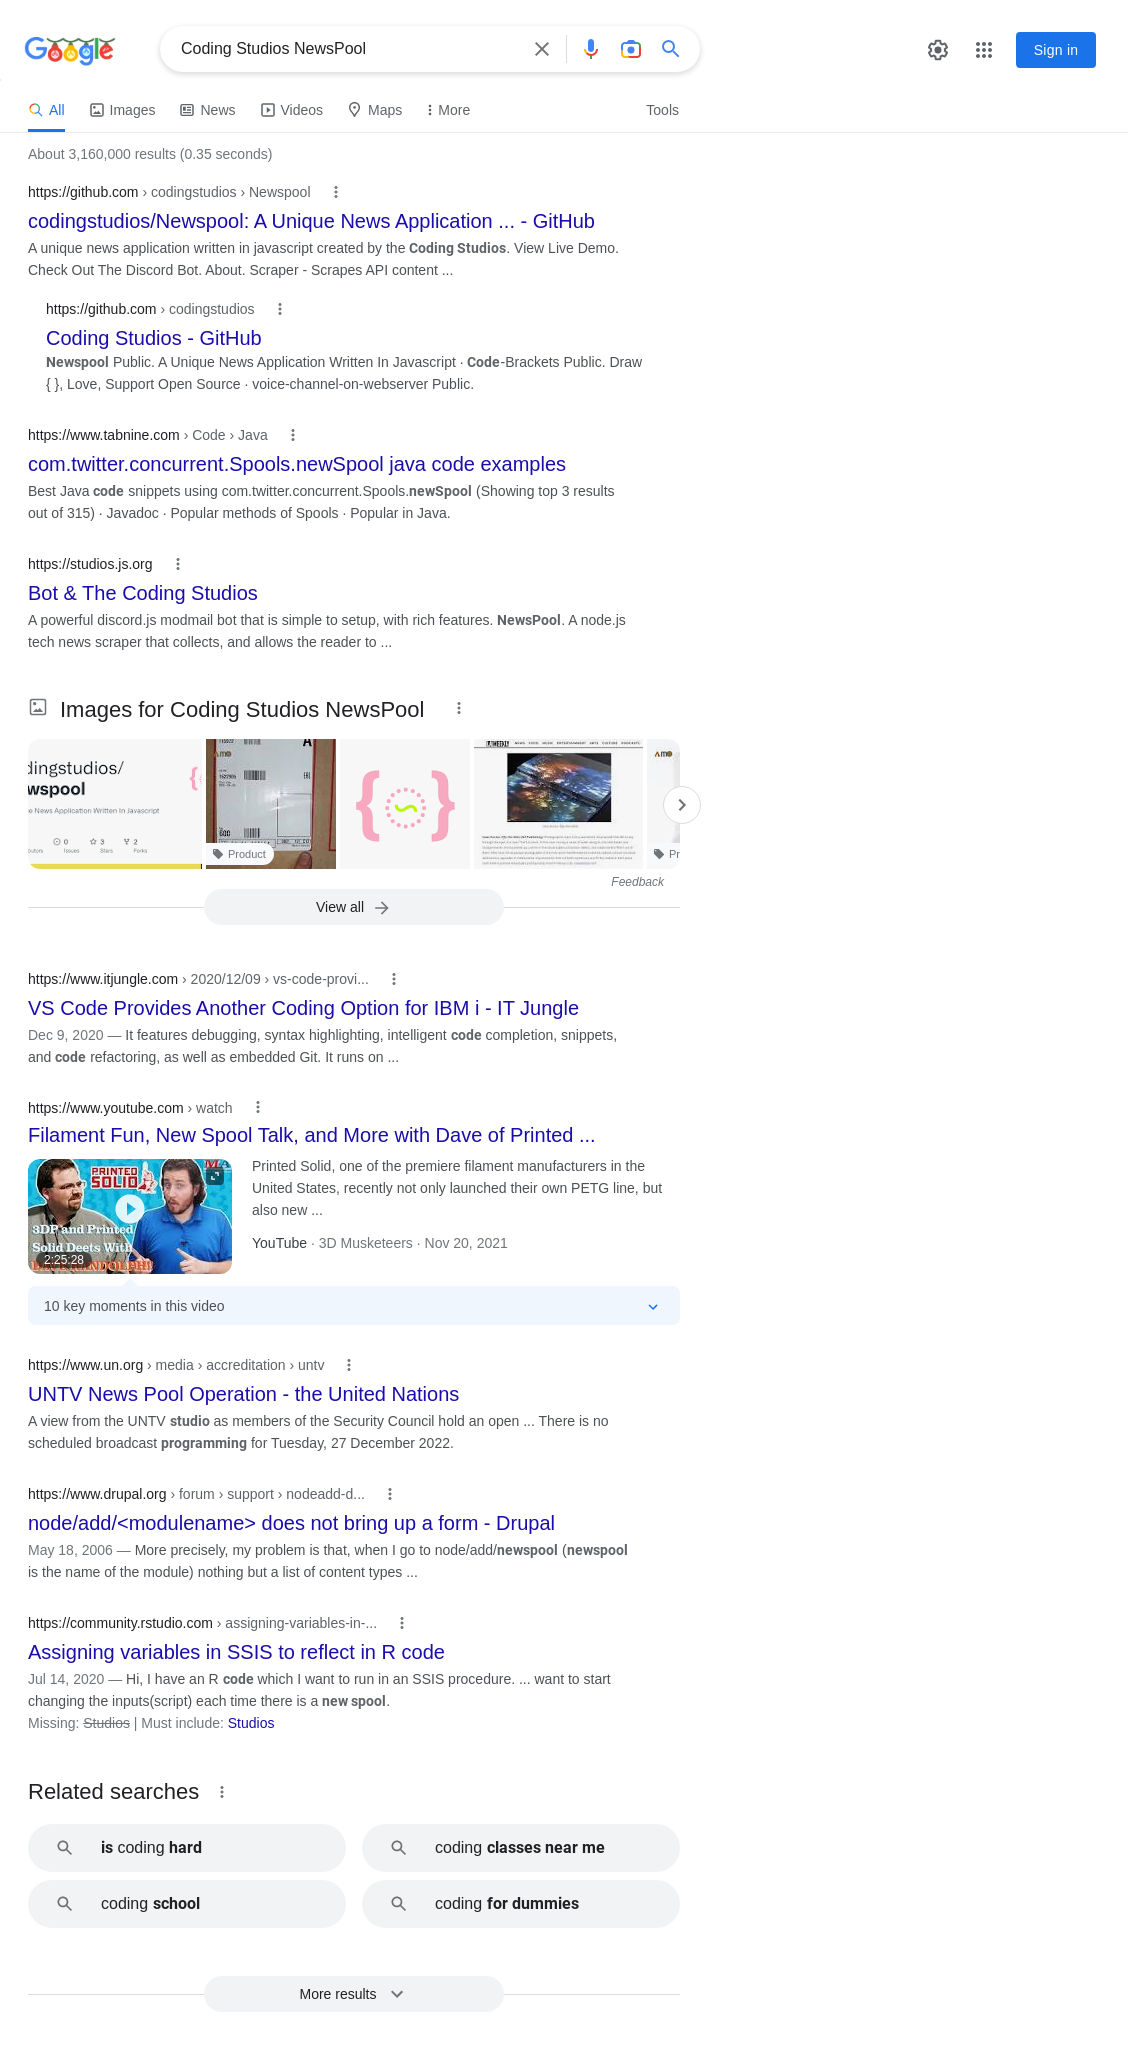 Google
Coding Studios NewsPool
Sign in
All
Images
News
Videos
Maps
More
Tools
About 3,160,000 results (0.35 seconds)
https://github.com › codingstudios › Newspool
codingstudios/Newspool: A Unique News Application ... - GitHub
A unique news application written in javascript created by the Coding Studios. View Live Demo.
Check Out The Discord Bot. About. Scraper - Scrapes API content ...
https://github.com › codingstudios
Coding Studios - GitHub
Newspool Public. A Unique News Application Written In Javascript · Code-Brackets Public. Draw
{ }, Love, Support Open Source · voice-channel-on-webserver Public.
https://www.tabnine.com › Code › Java
com.twitter.concurrent.Spools.newSpool java code examples
Best Java code snippets using com.twitter.concurrent.Spools.newSpool (Showing top 3 results
out of 315) · Javadoc · Popular methods of Spools · Popular in Java.
https://studios.js.org
Bot & The Coding Studios
A powerful discord.js modmail bot that is simple to setup, with rich features. NewsPool. A node.js
tech news scraper that collects, and allows the reader to ...
Images for Coding Studios NewsPool
dingstudios/
wspool
e News Application Written In Javascript
0
Issues
3
Stars
2
Forks
Product
Pr
Feedback
View all
https://www.itjungle.com › 2020/12/09 › vs-code-provi...
VS Code Provides Another Coding Option for IBM i - IT Jungle
Dec 9, 2020 — It features debugging, syntax highlighting, intelligent code completion, snippets,
and code refactoring, as well as embedded Git. It runs on ...
https://www.youtube.com › watch
Filament Fun, New Spool Talk, and More with Dave of Printed ...
PRINTED
SOLID
3DP and Printed
Solid Deets With
2:25:28
Printed Solid, one of the premiere filament manufacturers in the
United States, recently not only launched their own PETG line, but
also new ...
YouTube · 3D Musketeers · Nov 20, 2021
10 key moments in this video
https://www.un.org › media › accreditation › untv
UNTV News Pool Operation - the United Nations
A view from the UNTV studio as members of the Security Council hold an open ... There is no
scheduled broadcast programming for Tuesday, 27 December 2022.
https://www.drupal.org › forum › support › nodeadd-d...
node/add/<modulename> does not bring up a form - Drupal
May 18, 2006 — More precisely, my problem is that, when I go to node/add/newspool (newspool
is the name of the module) nothing but a list of content types ...
https://community.rstudio.com › assigning-variables-in-...
Assigning variables in SSIS to reflect in R code
Jul 14, 2020 — Hi, I have an R code which I want to run in an SSIS procedure. ... want to start
changing the inputs(script) each time there is a new spool.
Missing: Studios | Must include: Studios
Related searches
is coding hard
coding classes near me
coding school
coding for dummies
More results